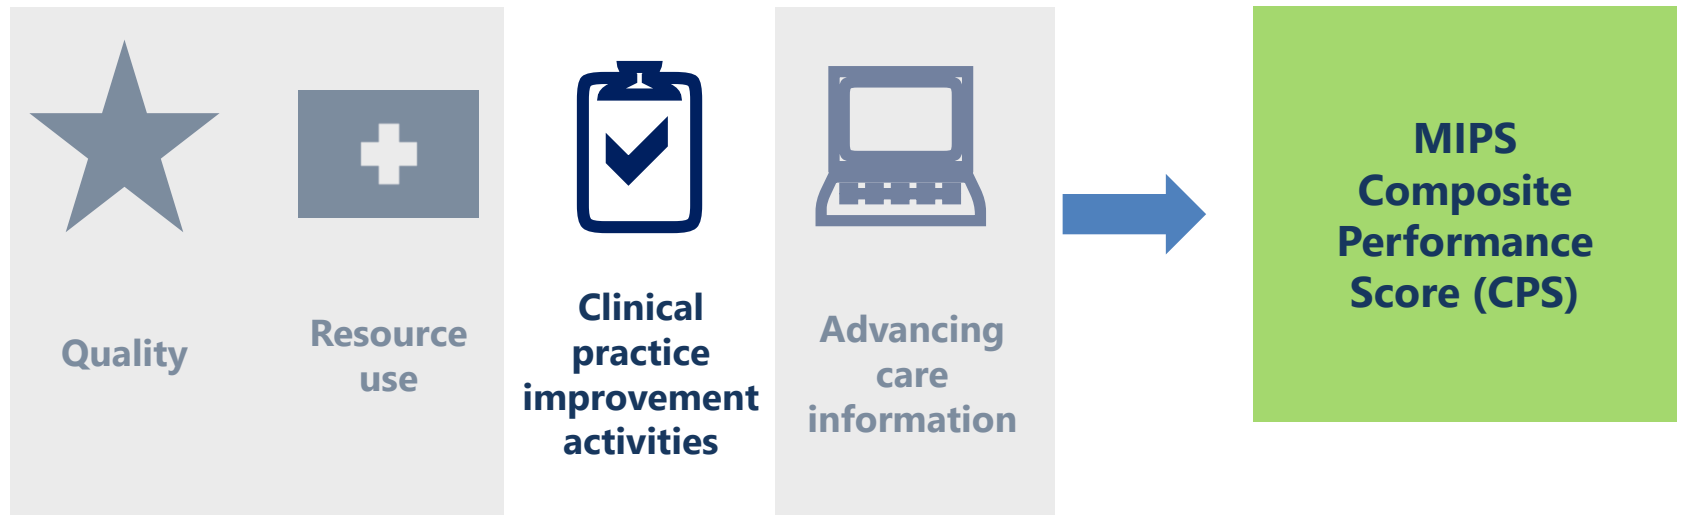 Quality
Resource
use
Clinical
practice
improvement
activities
Advancing
care
information
MIPS
Composite
Performance
Score (CPS)